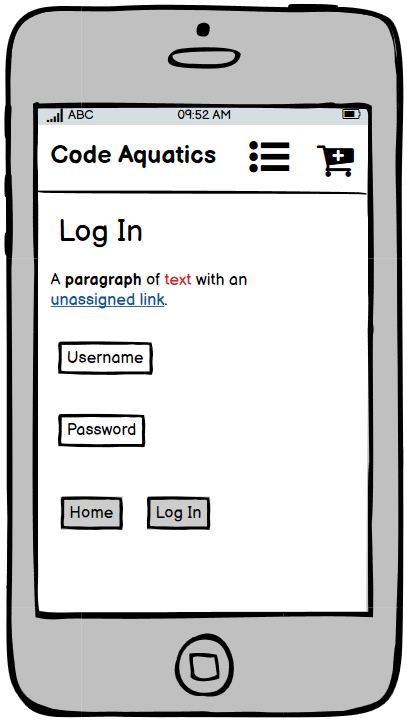 ABC 09:52 AM
Code Aquatics
Log In
A paragraph of text with an
unassigned link.
Username
Password
Home Log In